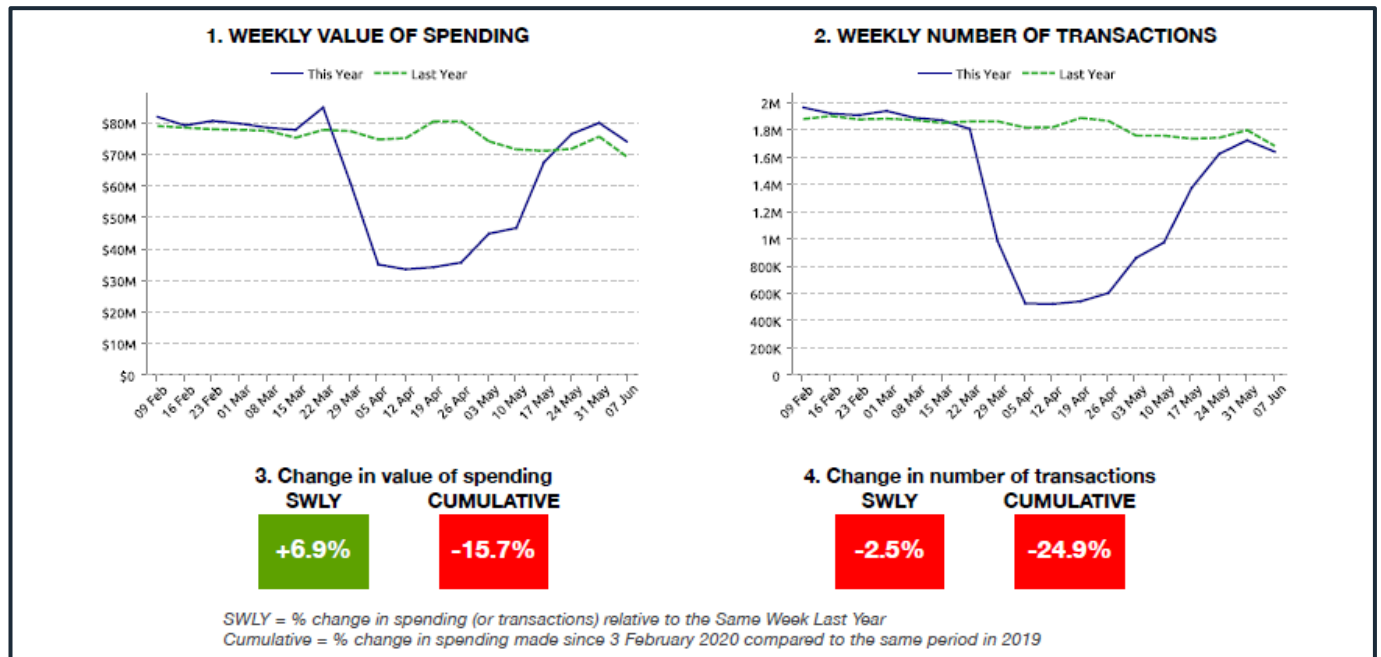 1. WEEKLY VALUE OF SPENDING
This Year Last Year
$80M
$70M
$60M
$50M
$40M
$30M
$20M
$10M
$0
09 Feb 16 Feb 23 Feb 01 Mar 08 Mar 15 Mar 22 Mar 29 Mar 05 Apr 12 Apr 19 Apr 26 Apr 03 May 10 May 17 May 24 May 31 May 07 Jun
2. WEEKLY NUMBER OF TRANSACTIONS
This Year Last Year
2M
1.8M
1.6M
1.4M
1.2M
1M
800K
600K
400K
200K
0
09 Feb 16 Feb 23 Feb 01 Mar 08 Mar 15 Mar 22 Mar 29 Mar 05 Apr 12 Apr 19 Apr 26 Apr 03 May 10 May 17 May 24 May 31 May 07 Jun
3. Change in value of spending
SWLY CUMULATIVE
+6.9% -15.7%
4. Change in number of transactions
SWLY CUMULATIVE
-2.5% -24.9%
SWLY = % change in spending (or transactions) relative to the Same Week Last Year
Cumulative = % change in spending made since 3 February 2020 compared to the same period in 2019